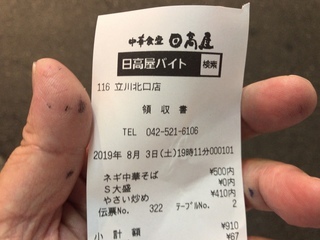 中華食堂 日高屋
日高屋バイト 検索
116 立川北口店
領 収 書
TEL 042-521-6106
2019年 8月 3日(土)19時11分000101
ネギ中華そば ¥500円
S大盛 ¥0円
やさい炒め ¥410円
伝票No. 322 テーブルNo. 2
小 計 額 ¥910
¥67